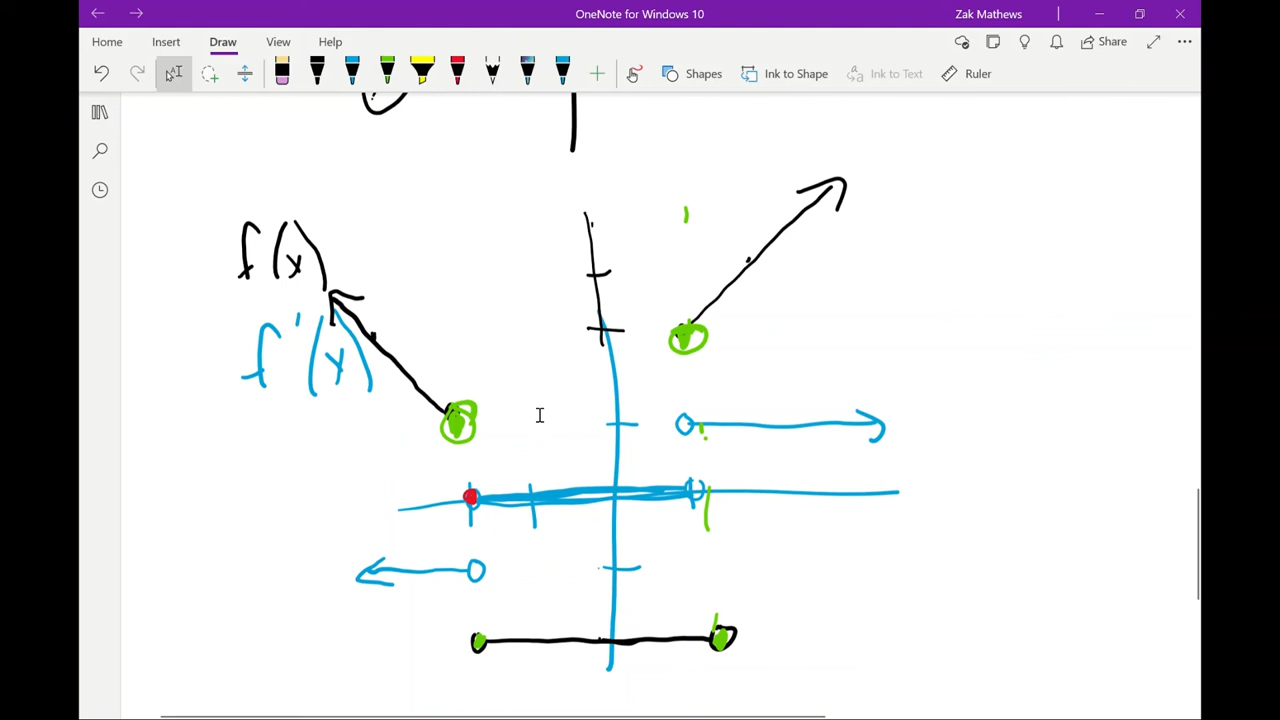 OneNote for Windows 10
Zak Mathews
Home Insert Draw View Help
Share
Shapes Ink to Shape Ink to Text Ruler
f(x)
f'(x)